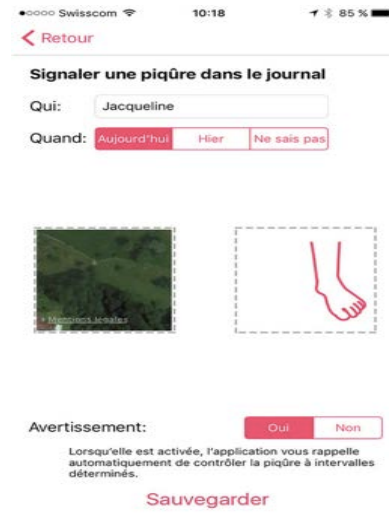 Swisscom 10:18 85 %
Retour
Signaler une piqûre dans le journal
Qui: Jacqueline
Quand: Aujourd'hui Hier Ne sais pas
Mentions légales
Avertissement: Oui Non
Lorsqu'elle est activée, l'application vous rappelle
automatiquement de contrôler la piqûre à intervalles
déterminés.
Sauvegarder